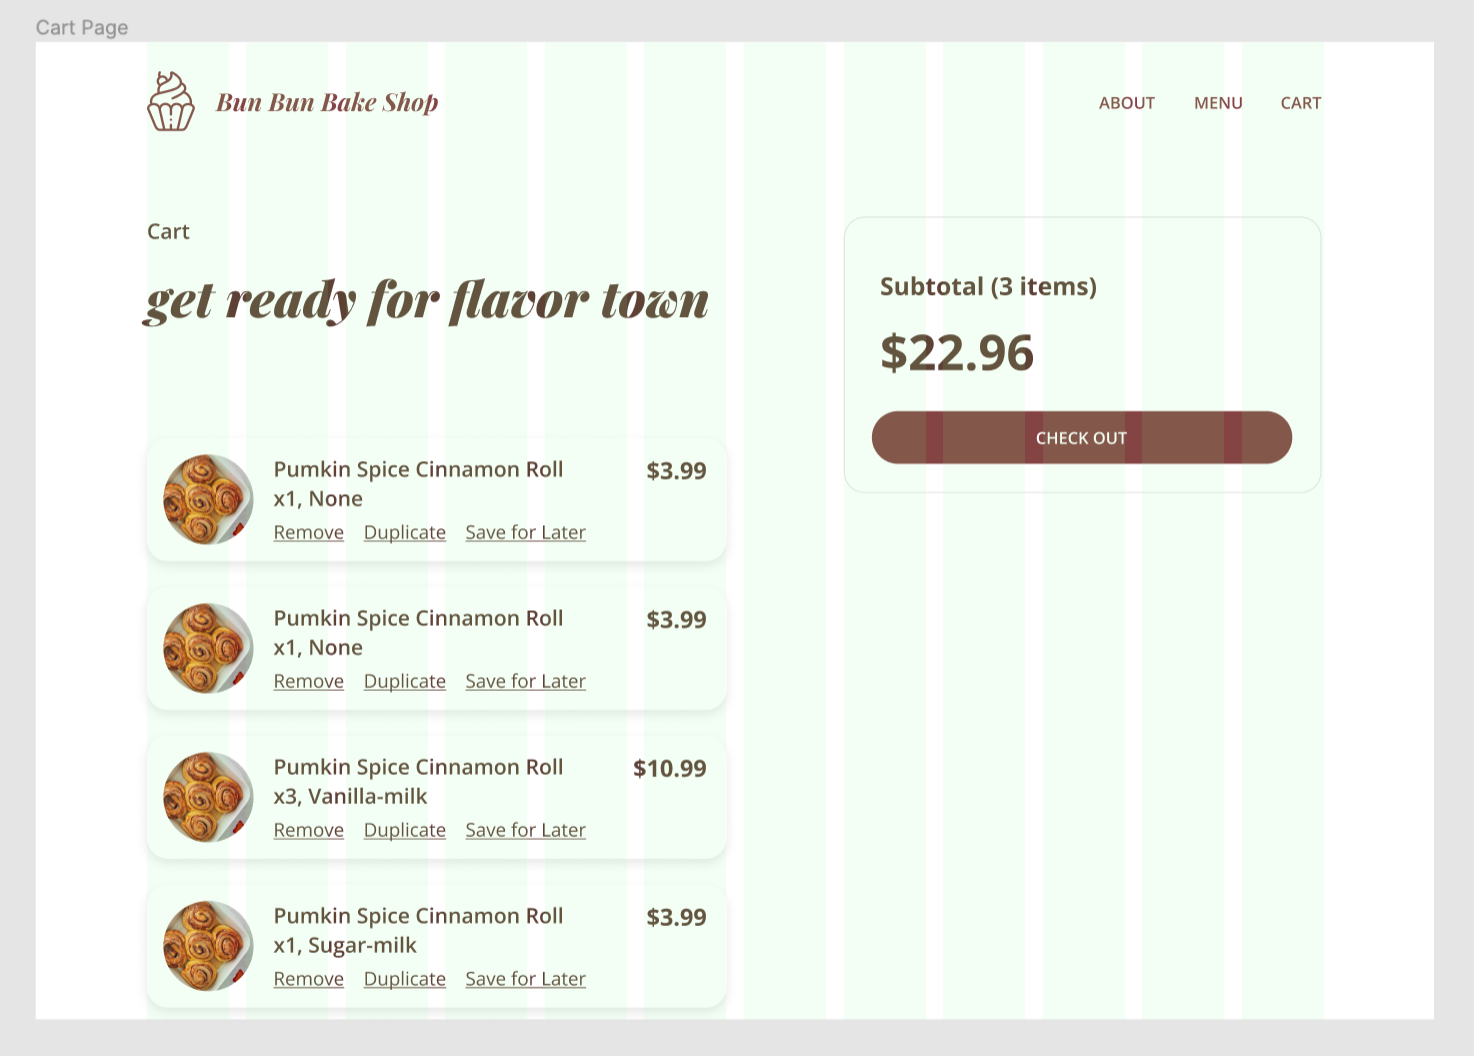 Cart Page
Bun Bun Bake Shop
ABOUT MENU CART
Cart
get ready for flavor town
Subtotal (3 items)
$22.96
CHECK OUT
Pumkin Spice Cinnamon Roll $3.99
x1, None
Remove Duplicate Save for Later
Pumkin Spice Cinnamon Roll $3.99
x1, None
Remove Duplicate Save for Later
Pumkin Spice Cinnamon Roll $10.99
x3, Vanilla-milk
Remove Duplicate Save for Later
Pumkin Spice Cinnamon Roll $3.99
x1, Sugar-milk
Remove Duplicate Save for Later